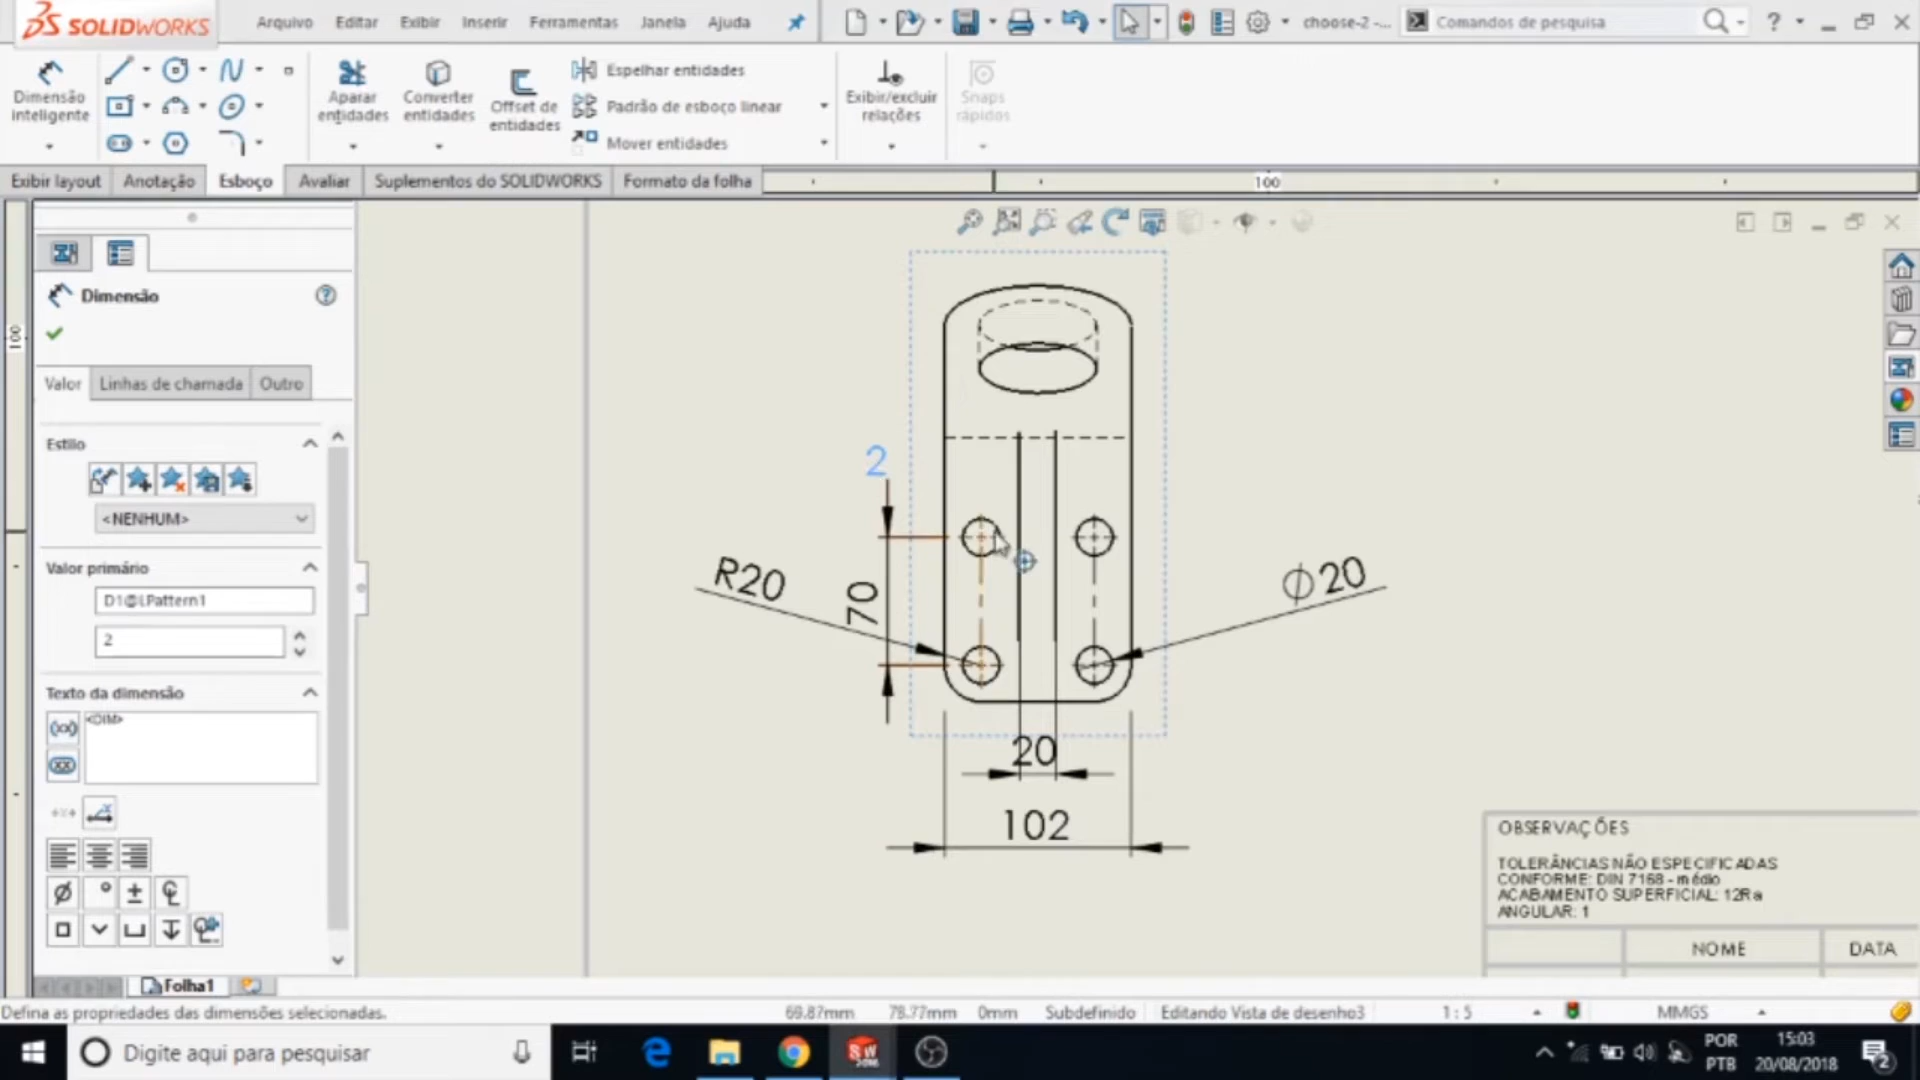 SOLIDWORKS
Arquivo Editar Exibir Inserir Ferramentas Janela Ajuda
choose-2 -...
Comandos de pesquisa
?
Dimensão inteligente
Aparar entidades
Converter entidades
Offset de entidades
Espelhar entidades
Padrão de esboço linear
Mover entidades
Exibir/excluir relações
Snaps rápidos
Exibir layout Anotação Esboço Avaliar Suplementos do SOLIDWORKS Formato da folha
100
100
Dimensão
?
Valor Linhas de chamada Outro
Estilo
<NENHUM>
Valor primário
D1@LPattern1
2
Texto da dimensão
<DIM>
2
70
R20
Ø20
20
102
OBSERVAÇÕES
TOLERÂNCIAS NÃO ESPECIFICADAS
CONFORME: DIN 7168 - médio
ACABAMENTO SUPERFICIAL: 12Ra
ANGULAR: 1
NOME DATA
Folha1
Defina as propriedades das dimensões selecionadas.
69.87mm 78.77mm 0mm Subdefinido Editando Vista de desenho3 1:5 MMGS
Digite aqui para pesquisar
POR
PTB
15:03
20/08/2018
2